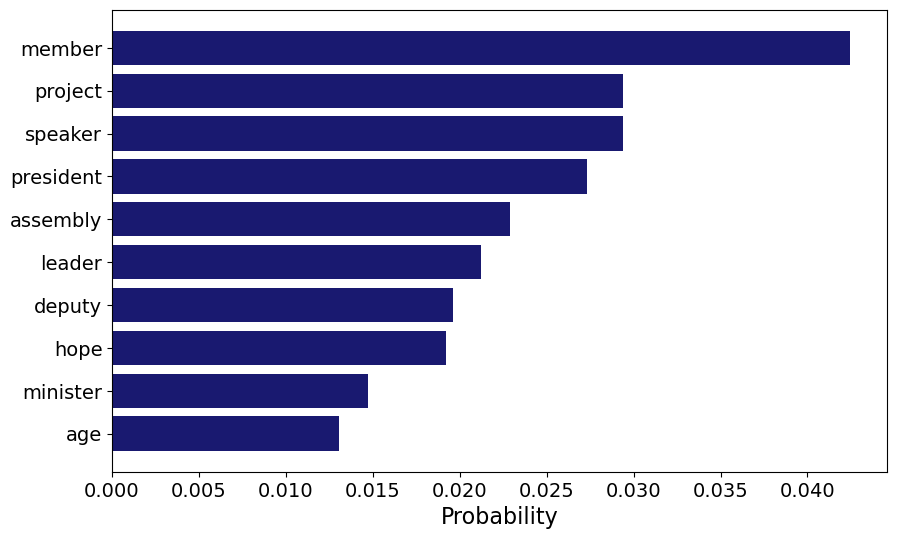 member
project
speaker
president
assembly
leader
deputy
hope
minister
age
0.000 0.005 0.010 0.015 0.020 0.025 0.030 0.035 0.040
Probability